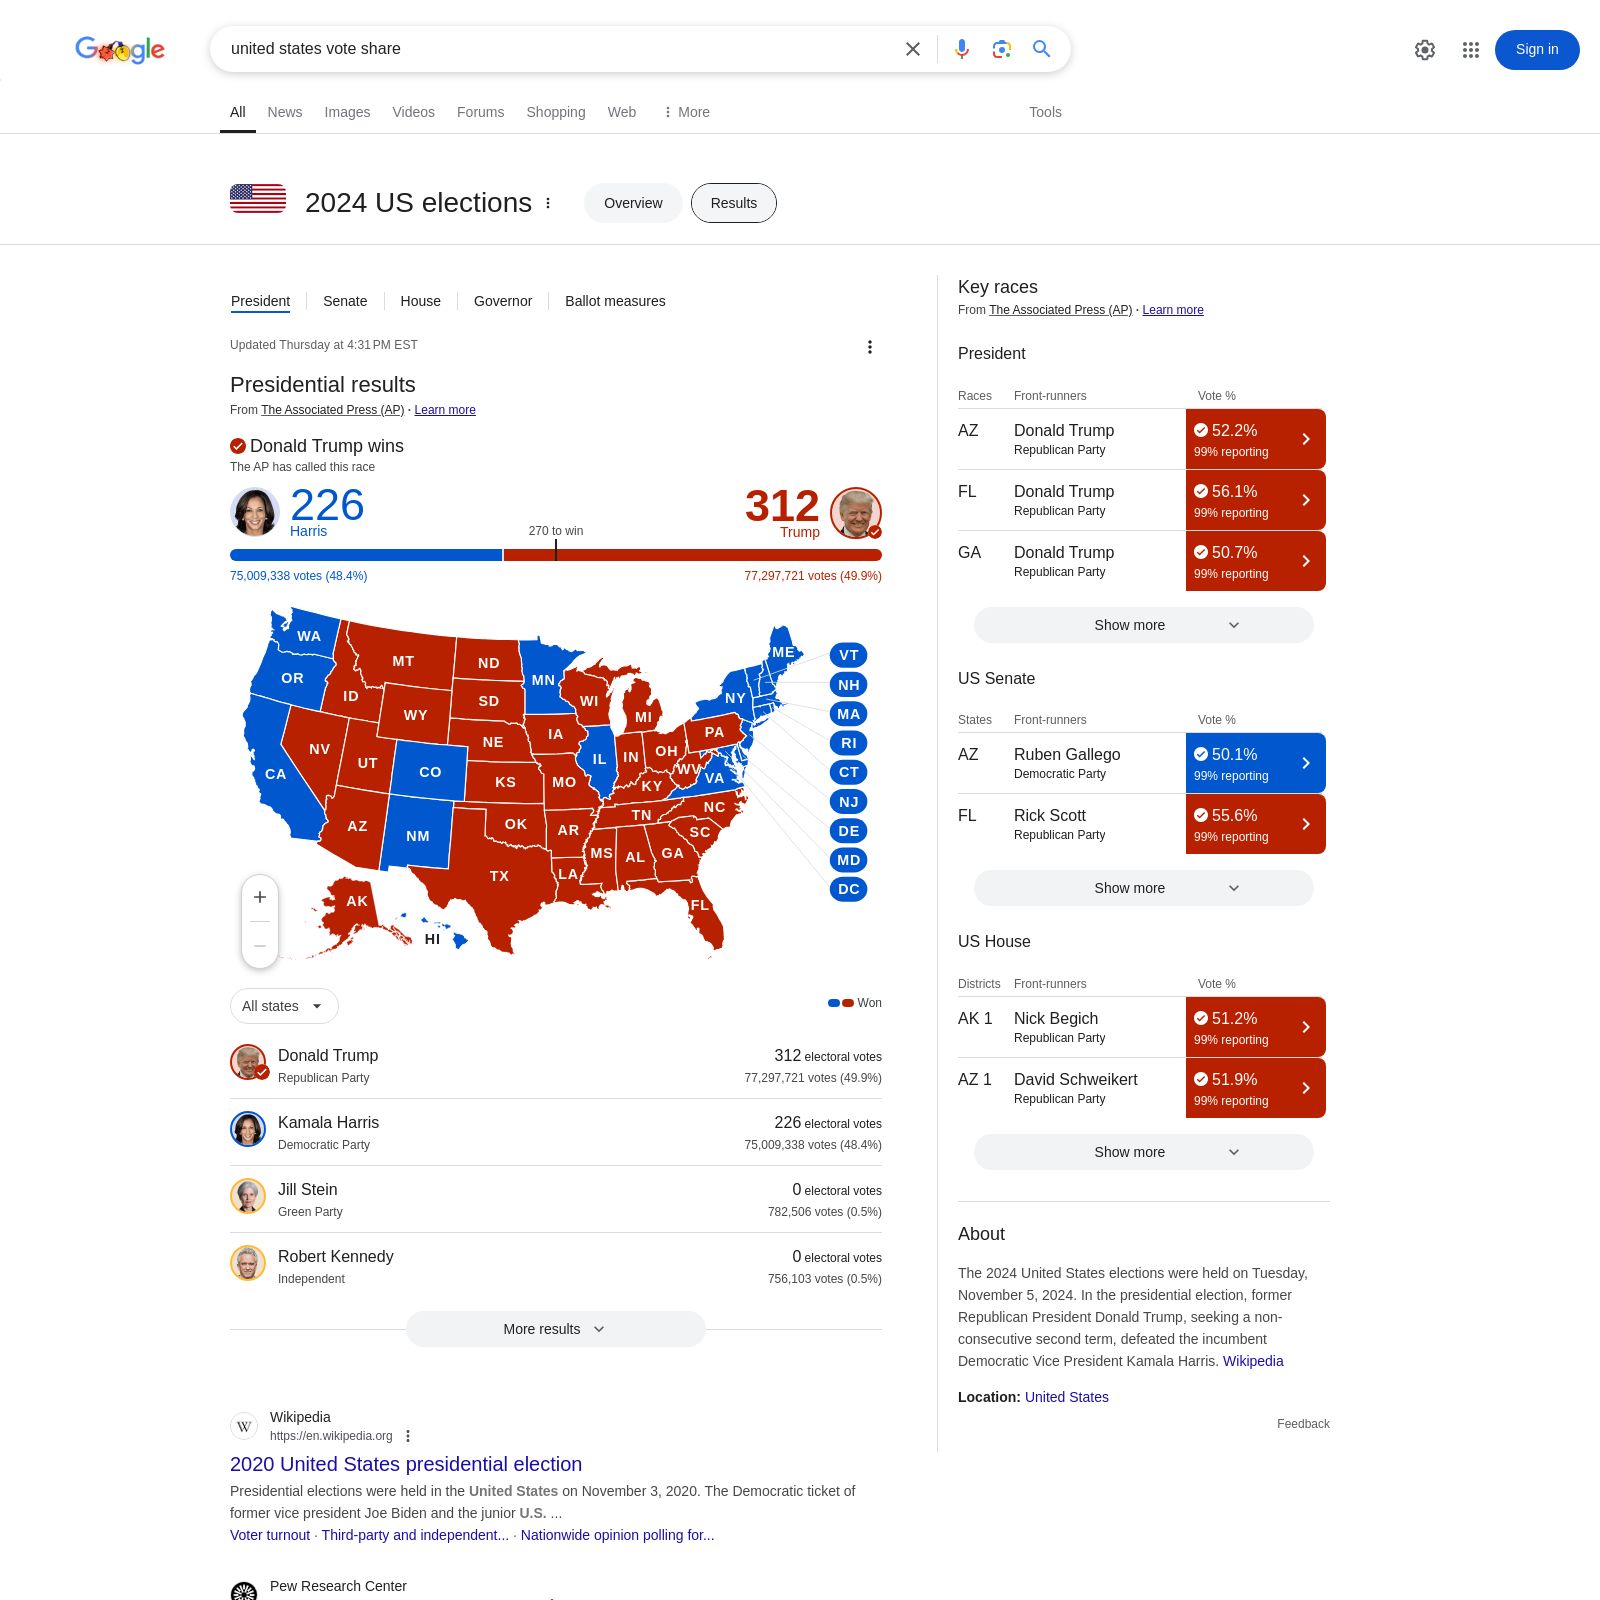 Google
united states vote share
Sign in
All
News
Images
Videos
Forums
Shopping
Web
More
Tools
2024 US elections
Overview
Results
President
Senate
House
Governor
Ballot measures
Updated Thursday at 4:31 PM EST
Presidential results
From The Associated Press (AP) · Learn more
Donald Trump wins
The AP has called this race
226
Harris
312
Trump
270 to win
75,009,338 votes (48.4%)
77,297,721 votes (49.9%)
WA
OR
CA
NV
ID
MT
WY
UT
AZ
CO
NM
ND
SD
NE
KS
OK
TX
MN
IA
MO
AR
LA
WI
IL
MI
IN
OH
KY
TN
MS
AL
GA
FL
SC
NC
VA
WV
PA
NY
ME
AK
HI
VT
NH
MA
RI
CT
NJ
DE
MD
DC
+
−
All states
Won
Donald Trump
Republican Party
312 electoral votes
77,297,721 votes (49.9%)
Kamala Harris
Democratic Party
226 electoral votes
75,009,338 votes (48.4%)
Jill Stein
Green Party
0 electoral votes
782,506 votes (0.5%)
Robert Kennedy
Independent
0 electoral votes
756,103 votes (0.5%)
More results
W
Wikipedia
https://en.wikipedia.org
2020 United States presidential election
Presidential elections were held in the United States on November 3, 2020. The Democratic ticket of
former vice president Joe Biden and the junior U.S. ...
Voter turnout · Third-party and independent... · Nationwide opinion polling for...
Pew Research Center
Key races
From The Associated Press (AP) · Learn more
President
Races Front-runners Vote %
AZ Donald Trump 52.2%
Republican Party 99% reporting
FL Donald Trump 56.1%
Republican Party 99% reporting
GA Donald Trump 50.7%
Republican Party 99% reporting
Show more
US Senate
States Front-runners Vote %
AZ Ruben Gallego 50.1%
Democratic Party 99% reporting
FL Rick Scott 55.6%
Republican Party 99% reporting
Show more
US House
Districts Front-runners Vote %
AK 1 Nick Begich 51.2%
Republican Party 99% reporting
AZ 1 David Schweikert 51.9%
Republican Party 99% reporting
Show more
About
The 2024 United States elections were held on Tuesday,
November 5, 2024. In the presidential election, former
Republican President Donald Trump, seeking a non-
consecutive second term, defeated the incumbent
Democratic Vice President Kamala Harris. Wikipedia
Location: United States
Feedback